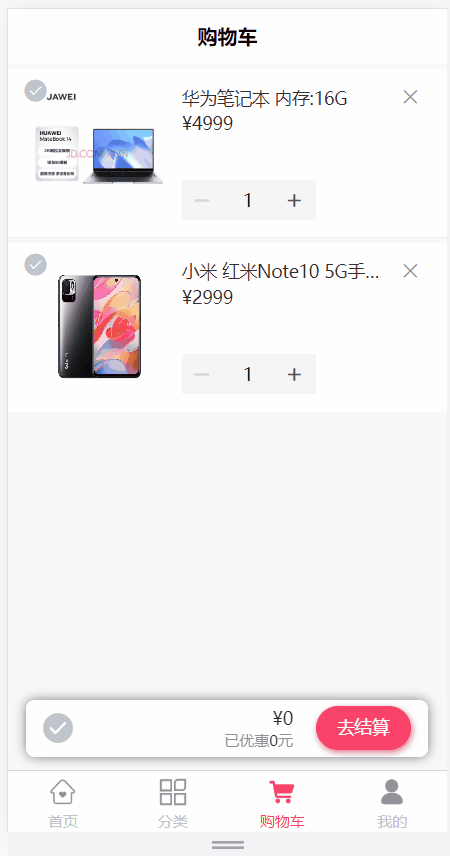 购物车
华为笔记本 内存:16G
¥4999
HUAWEI
HUAWEI
MateBook 14
1
小米 红米Note10 5G手...
¥2999
1
¥0
已优惠0元
去结算
首页
分类
购物车
我的